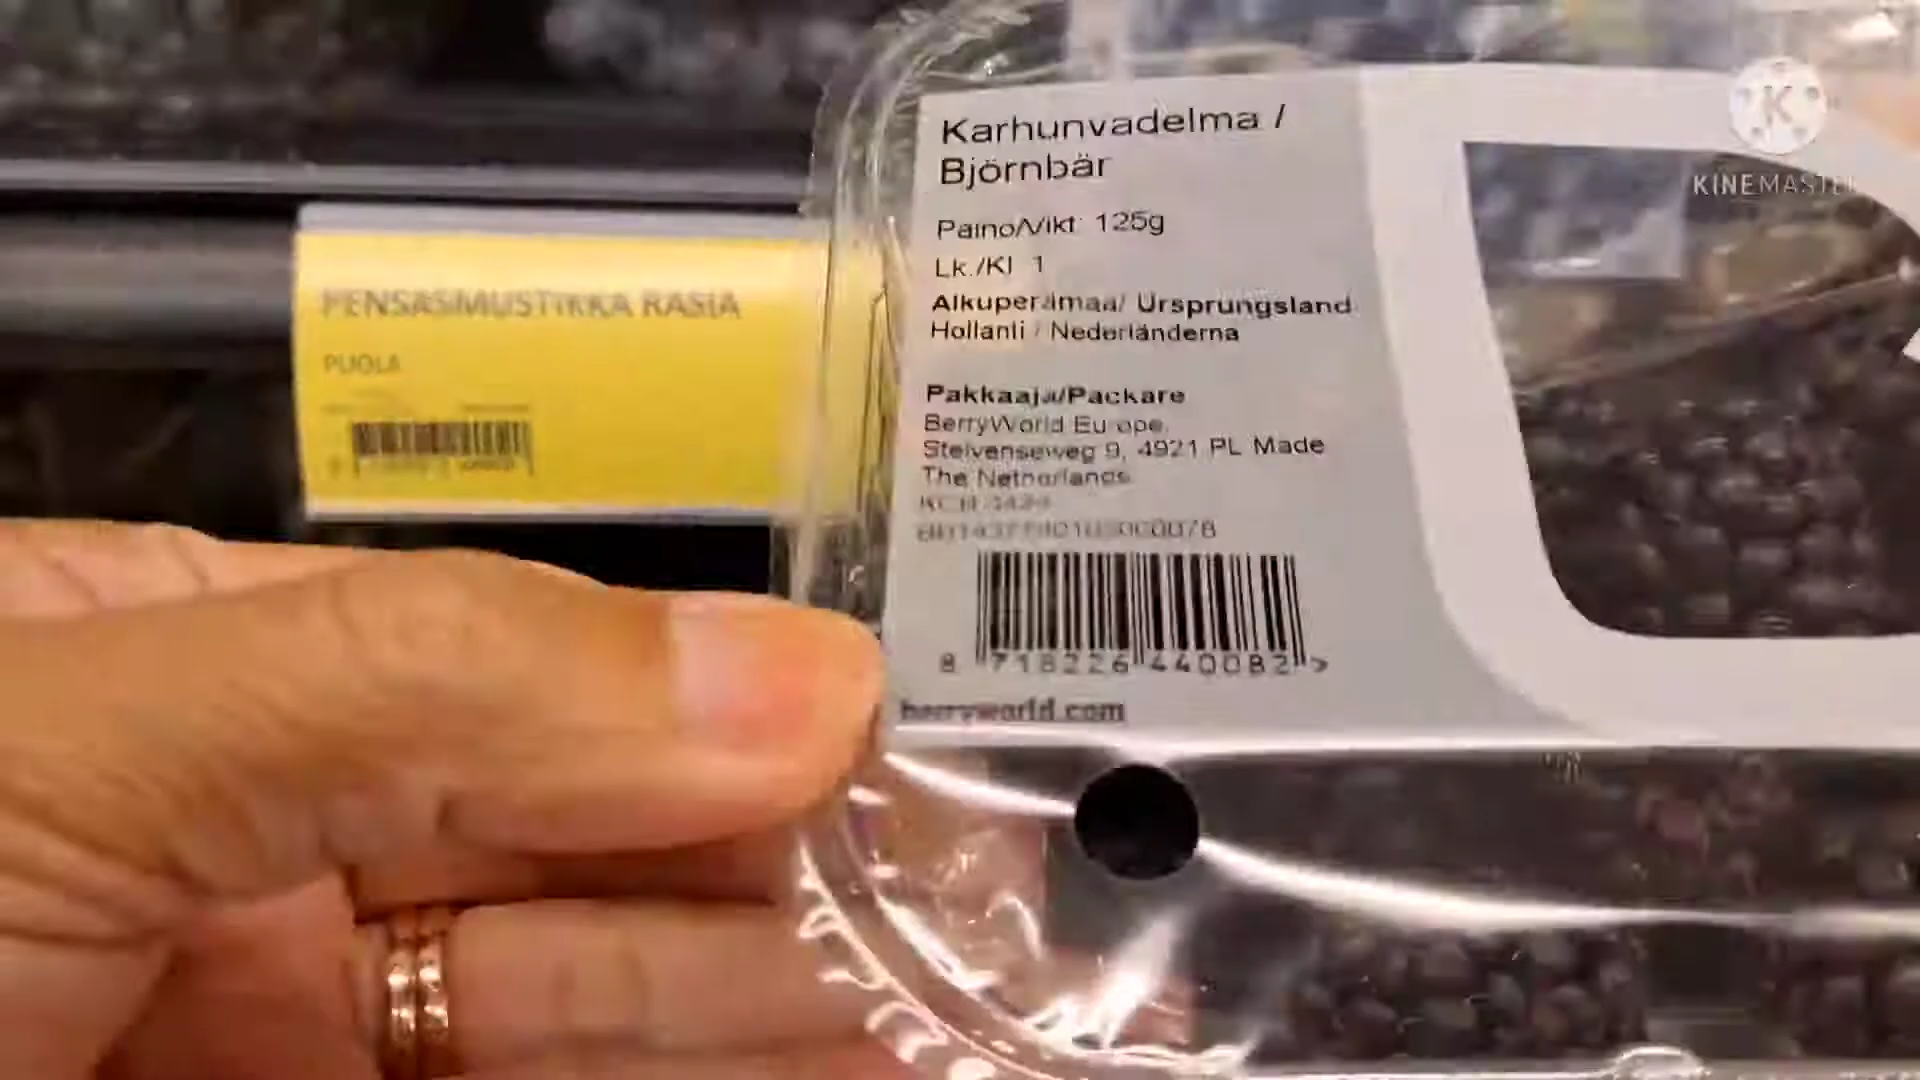 PENSASMUSTIKKA RASIA
PUOLA
Karhunvadelma /
Björnbär
Paino/Vikt: 125g
Lk./Kl 1
Alkuperämaa/ Ursprungsland
Hollanti / Nederländerna
Pakkaaja/Packare
BerryWorld Europe,
Stelvenseweg 9, 4921 PL Made
The Netherlands
8 718226 440082 >
berryworld.com
KINEMASTER